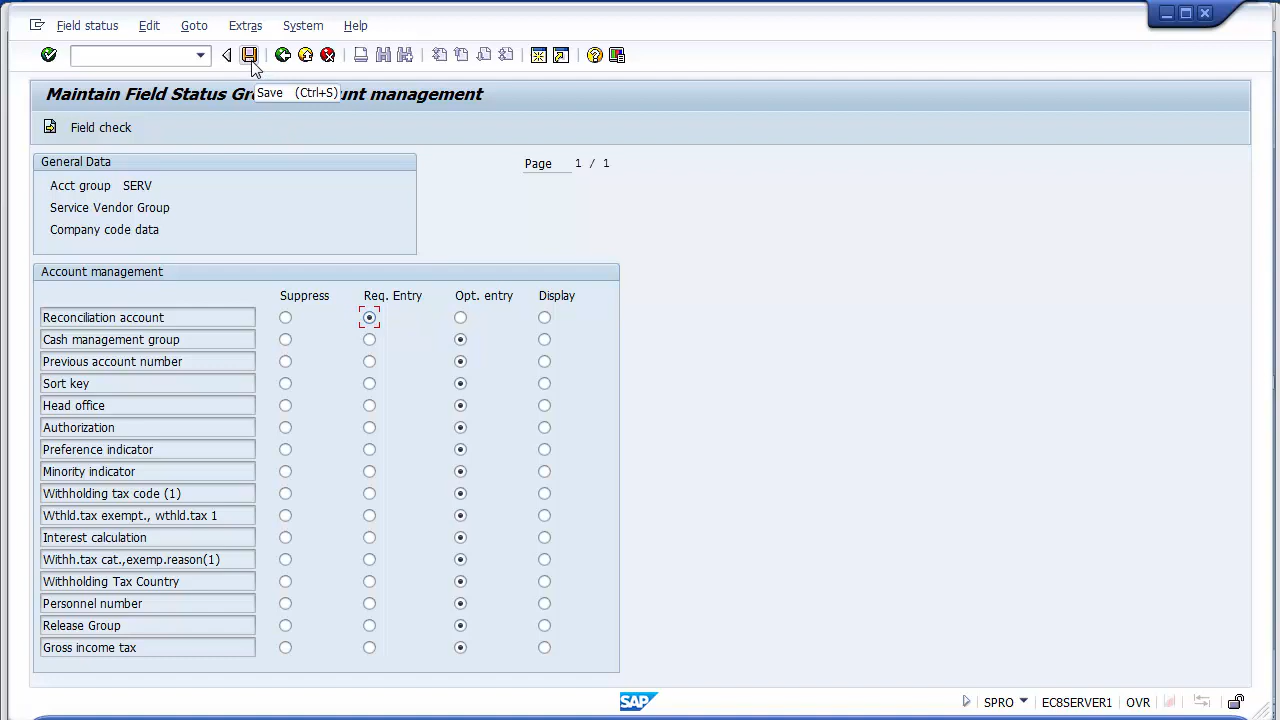 Field status Edit Goto Extras System Help
Maintain Field Status Gr unt management
Save (Ctrl+S)
Field check
General Data
Page 1 / 1
Acct group SERV
Service Vendor Group
Company code data
Account management
Suppress Req. Entry Opt. entry Display
Reconciliation account
Cash management group
Previous account number
Sort key
Head office
Authorization
Preference indicator
Minority indicator
Withholding tax code (1)
Wthld.tax exempt., wthld.tax 1
Interest calculation
Withh.tax cat.,exemp.reason(1)
Withholding Tax Country
Personnel number
Release Group
Gross income tax
SAP SPRO EC8SERVER1 OVR